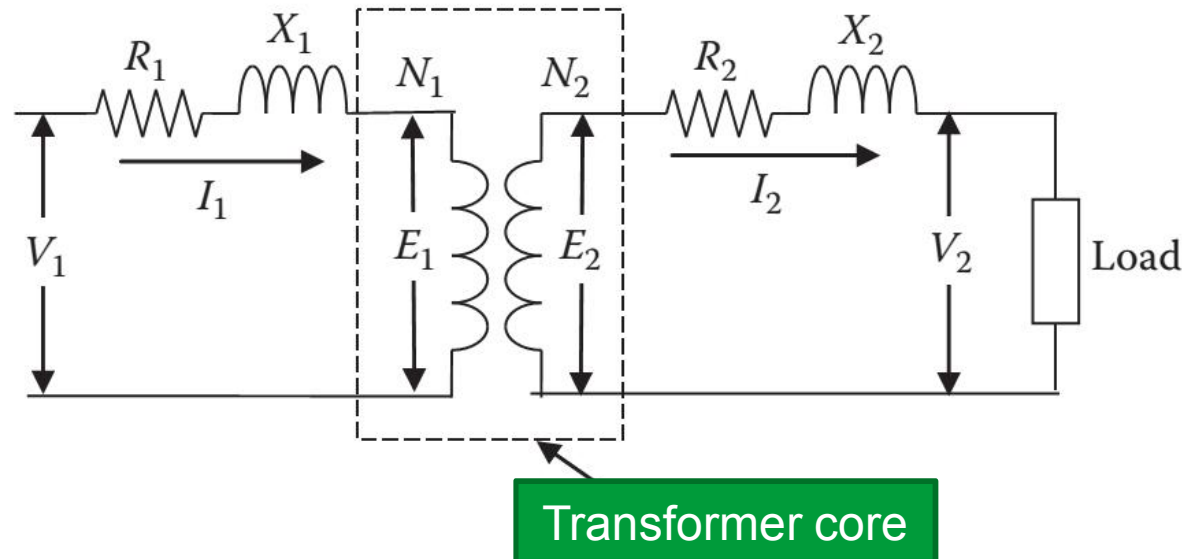 X₁ X₂
R₁ N₁ N₂ R₂
I₁ I₂
V₁ E₁ E₂ V₂ Load
Transformer core